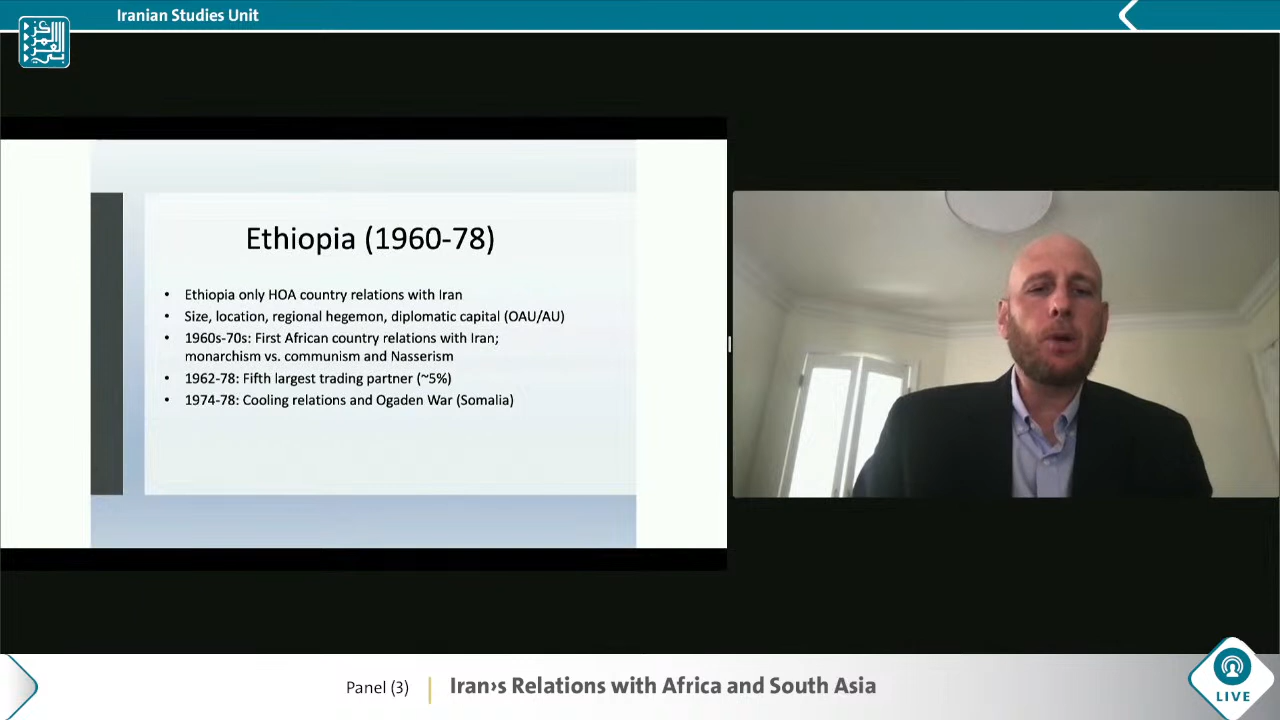 Iranian Studies Unit
المركز العربي
Ethiopia (1960-78)
• Ethiopia only HOA country relations with Iran
• Size, location, regional hegemon, diplomatic capital (OAU/AU)
• 1960s-70s: First African country relations with Iran;
monarchism vs. communism and Nasserism
• 1962-78: Fifth largest trading partner (~5%)
• 1974-78: Cooling relations and Ogaden War (Somalia)
Panel (3)
Iran›s Relations with Africa and South Asia
LIVE